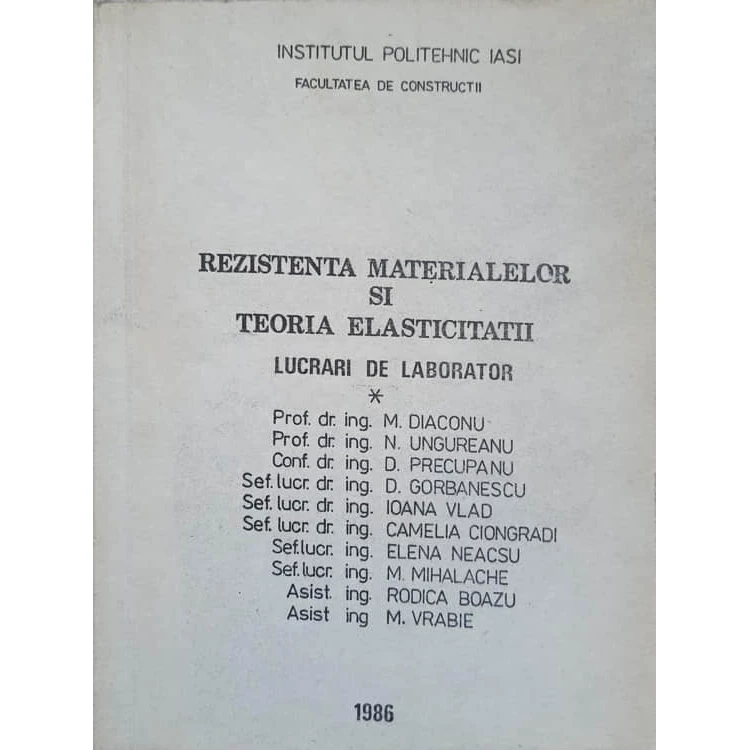 INSTITUTUL POLITEHNIC IASI
FACULTATEA DE CONSTRUCTII
REZISTENTA MATERIALELOR
SI
TEORIA ELASTICITATII
LUCRARI DE LABORATOR
*
Prof. dr. ing. M. DIACONU
Prof. dr. ing. N. UNGUREANU
Conf. dr. ing. D. PRECUPANU
Sef. lucr. dr. ing. D. GORBANESCU
Sef. lucr. dr. ing. IOANA VLAD
Sef. lucr. dr. ing. CAMELIA CIONGRADI
Sef. lucr. ing. ELENA NEACSU
Sef. lucr. ing. M. MIHALACHE
Asist. ing. RODICA BOAZU
Asist ing M. VRABIE
1986